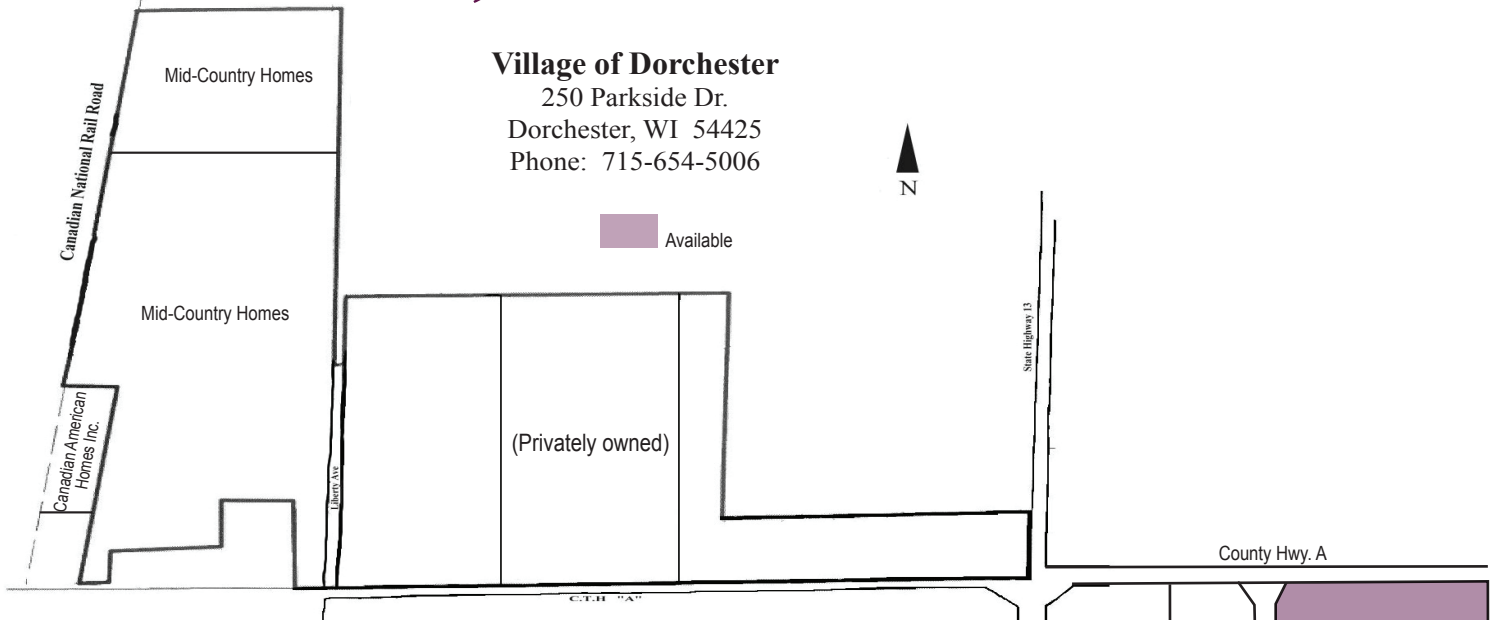 Village of Dorchester
250 Parkside Dr.
Dorchester, WI  54425
Phone:  715-654-5006
N
Available
Mid-Country Homes
Canadian National Rail Road
Mid-Country Homes
Canadian American
Homes Inc.
Liberty Ave
(Privately owned)
State Highway 13
County Hwy. A
C.T.H  "A"